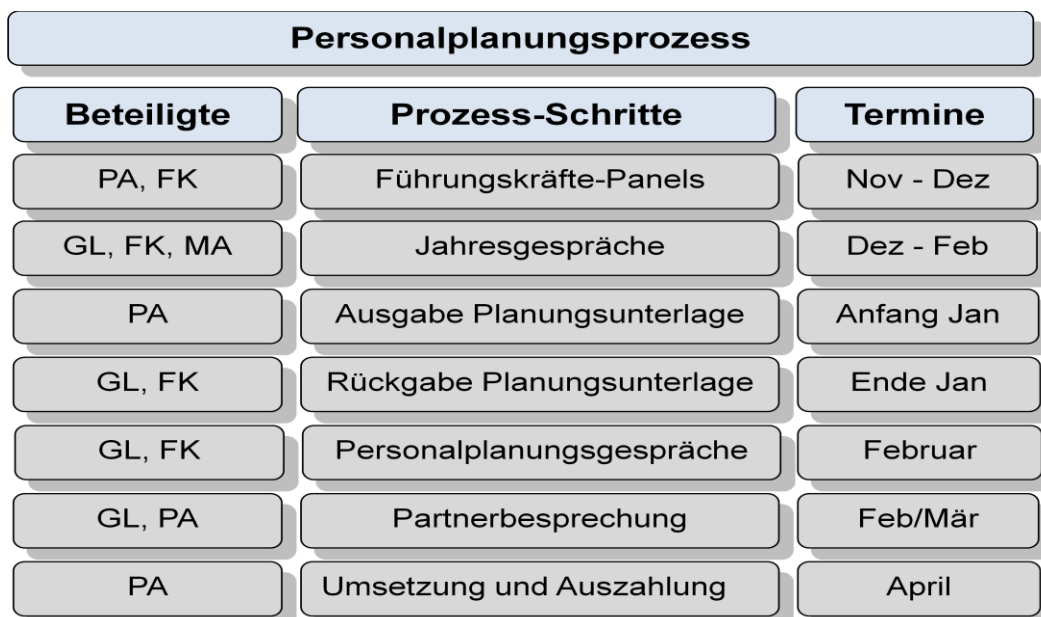 Personalplanungsprozess
Beteiligte Prozess-Schritte Termine
PA, FK Führungskräfte-Panels Nov - Dez
GL, FK, MA Jahresgespräche Dez - Feb
PA Ausgabe Planungsunterlage Anfang Jan
GL, FK Rückgabe Planungsunterlage Ende Jan
GL, FK Personalplanungsgespräche Februar
GL, PA Partnerbesprechung Feb/Mär
PA Umsetzung und Auszahlung April